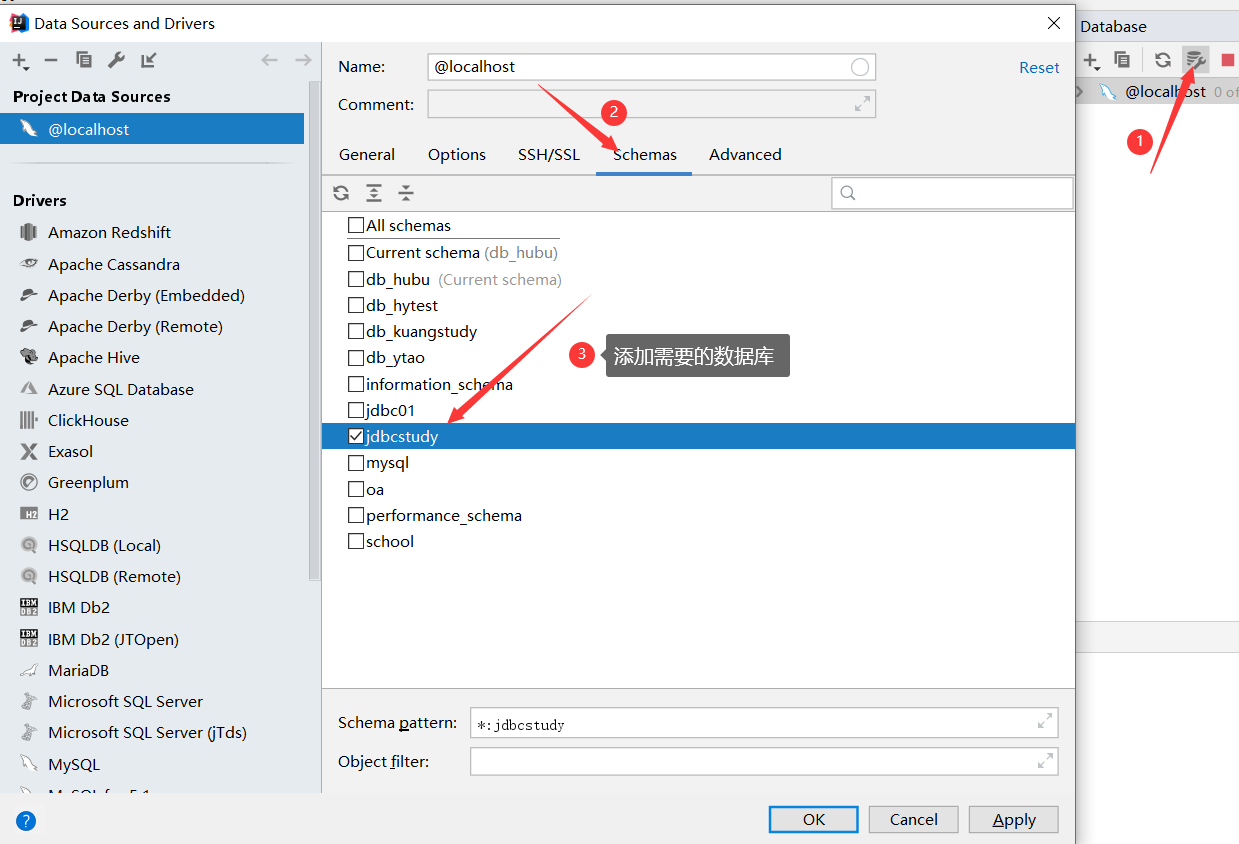 Data Sources and Drivers
Project Data Sources
@localhost
Drivers
Amazon Redshift
Apache Cassandra
Apache Derby (Embedded)
Apache Derby (Remote)
Apache Hive
Azure SQL Database
ClickHouse
Exasol
Greenplum
H2
HSQLDB (Local)
HSQLDB (Remote)
IBM Db2
IBM Db2 (JTOpen)
MariaDB
Microsoft SQL Server
Microsoft SQL Server (jTds)
MySQL
Name: @localhost
Reset
Comment:
2
General Options SSH/SSL Schemas Advanced
All schemas
Current schema (db_hubu)
db_hubu (Current schema)
db_hytest
db_kuangstudy
db_ytao
information_schema
jdbc01
jdbcstudy
mysql
oa
performance_schema
school
3 添加需要的数据库
Schema pattern: *:jdbcstudy
Object filter:
OK Cancel Apply
Database
@localhost 0 of
1